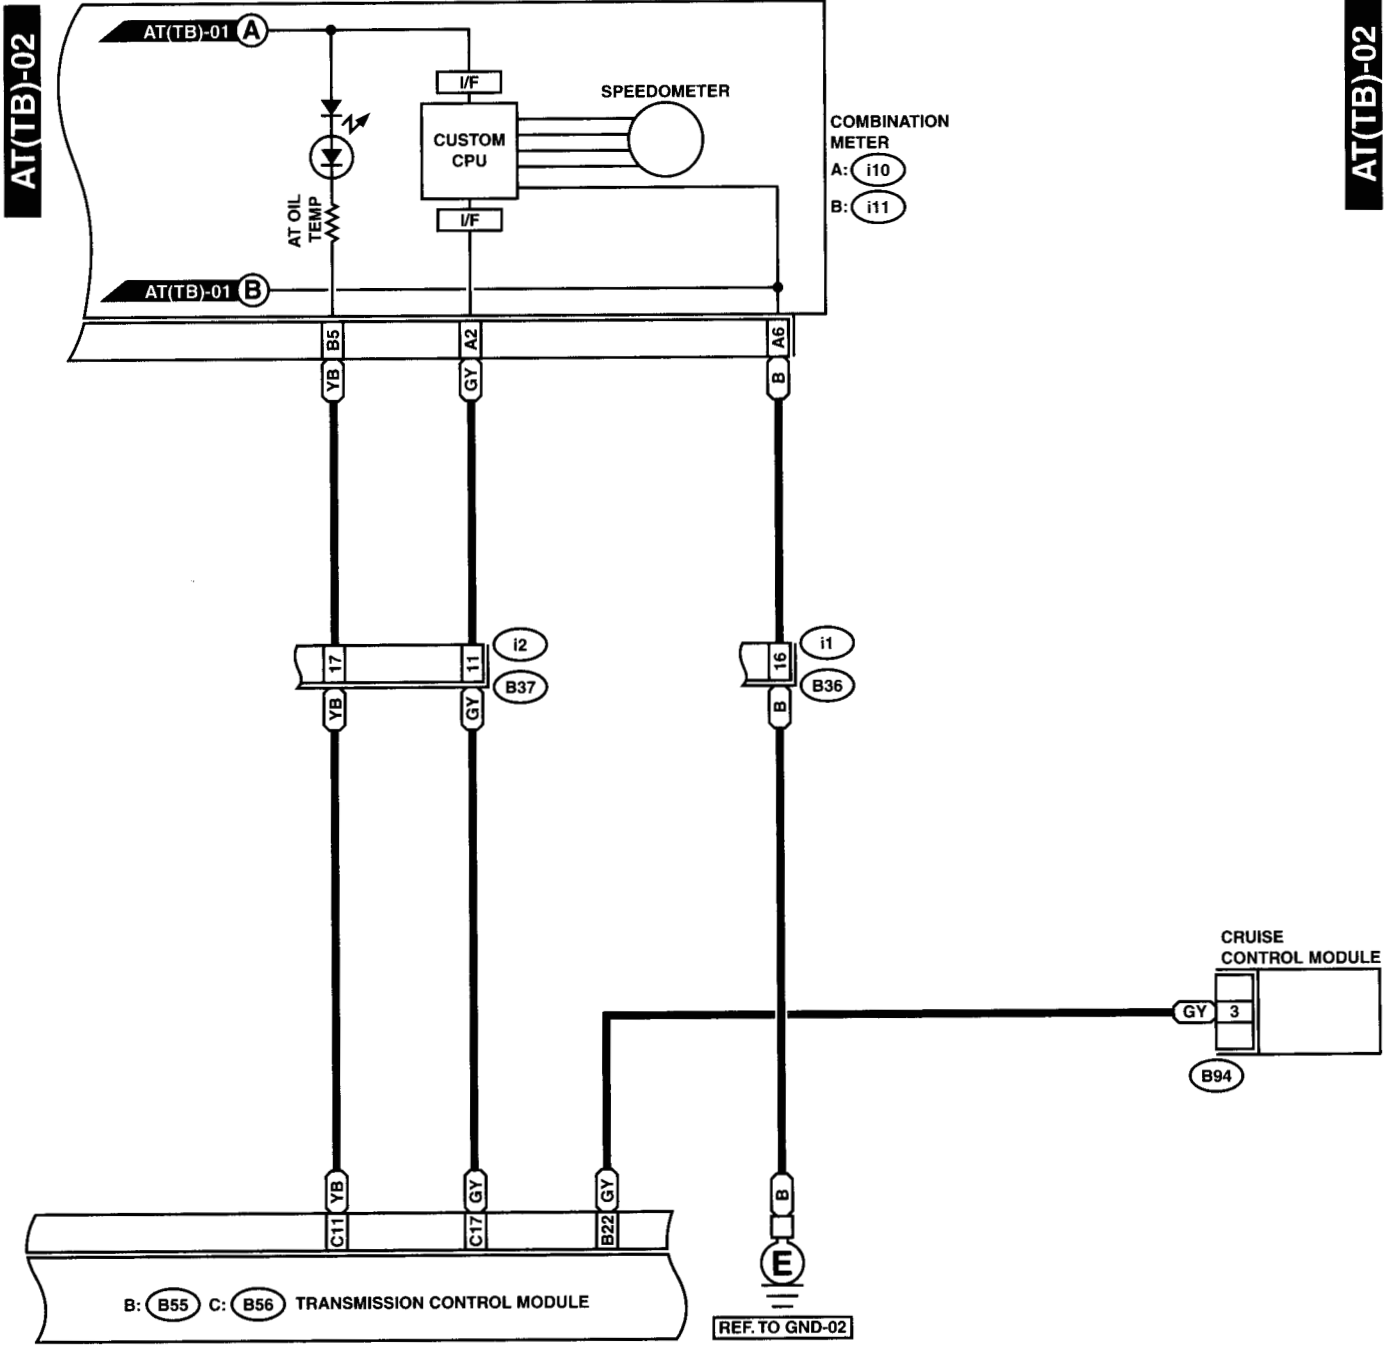 AT(TB)-02
AT(TB)-02
AT(TB)-01 A
I/F
SPEEDOMETER
CUSTOM
CPU
COMBINATION
METER
A: i10
B: i11
AT OIL
TEMP
I/F
AT(TB)-01 B
B5
A2
A6
YB
GY
B
i2
i1
17
11
16
B37
B36
YB
GY
B
CRUISE
CONTROL MODULE
GY 3
B94
YB
GY
GY
B
C11
C17
B22
E
B: B55 C: B56 TRANSMISSION CONTROL MODULE
REF. TO GND-02